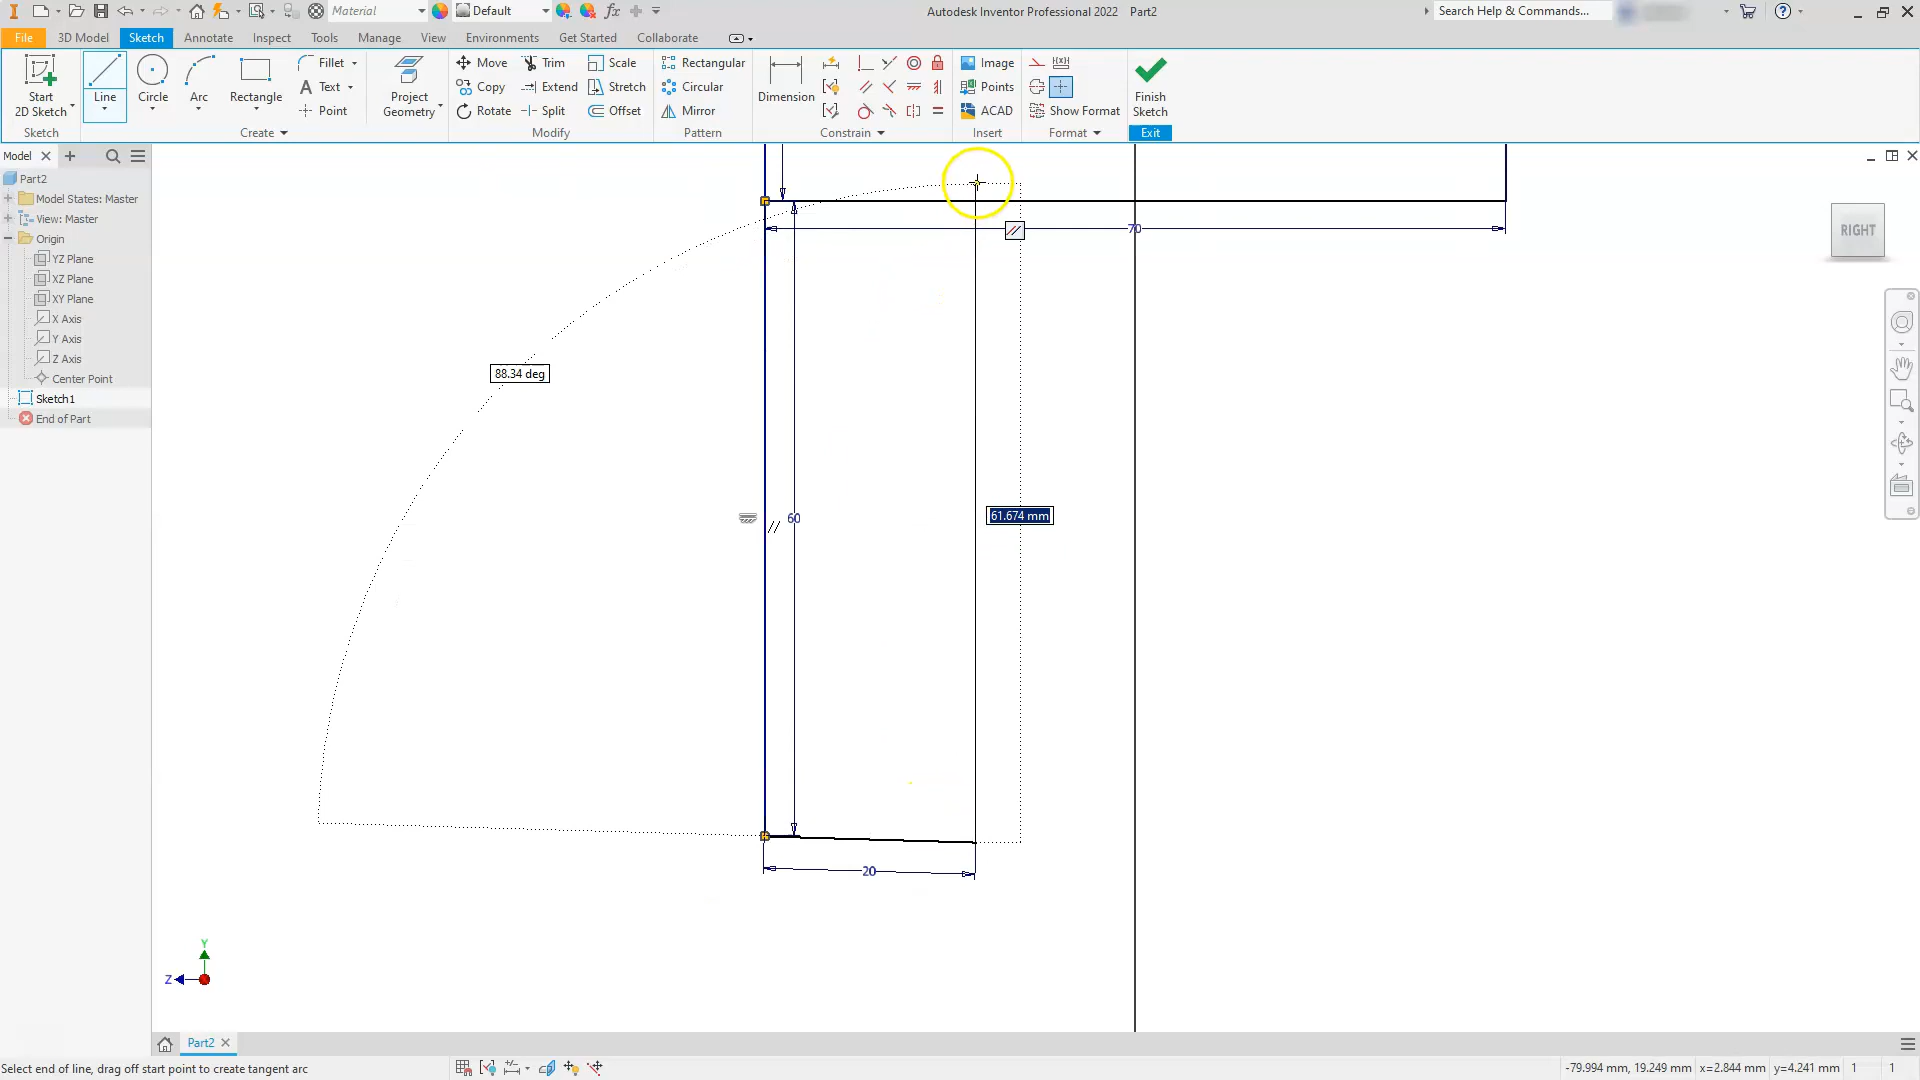 Material Default Autodesk Inventor Professional 2022 Part2 Search Help & Commands...
File 3D Model Sketch Annotate Inspect Tools Manage View Environments Get Started Collaborate
Start 2D Sketch
Line
Circle
Arc
Rectangle
Fillet
Text
Point
Project Geometry
Move Trim Scale
Copy Extend Stretch
Rotate Split Offset
Rectangular
Circular
Mirror
Dimension
Image
Points
ACAD
Show Format
Finish Sketch
Sketch Create Modify Pattern Constrain Insert Format Exit
Model
Part2
Model States: Master
View: Master
Origin
YZ Plane
XZ Plane
XY Plane
X Axis
Y Axis
Z Axis
Center Point
Sketch1
End of Part
RIGHT
70
88.34 deg
60
61.674 mm
20
Y
Z
Part2
Select end of line, drag off start point to create tangent arc
-79.994 mm, 19.249 mm x=2.844 mm y=4.241 mm 1 1